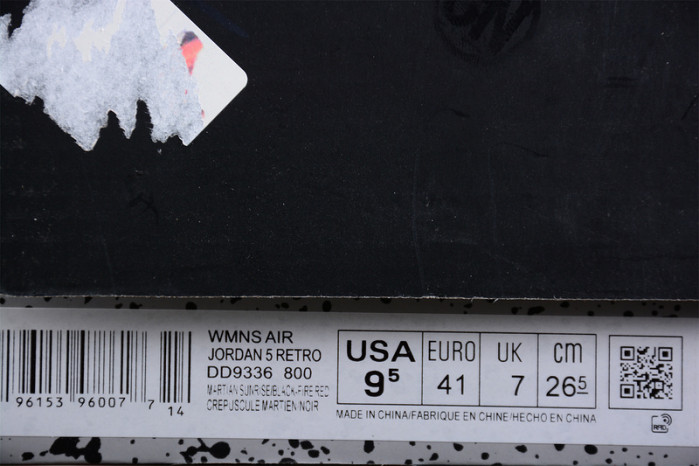 WMNS AIR
JORDAN 5 RETRO
DD9336 800
MARTIAN SUNRISE/BLACK-FIRE RED
CREPUSCULE MARTIEN/NOIR
96153 96007 7 14
USA EURO UK cm
9⁵ 41 7 26⁵
MADE IN CHINA/FABRIQUE EN CHINE/HECHO EN CHINA
RFID